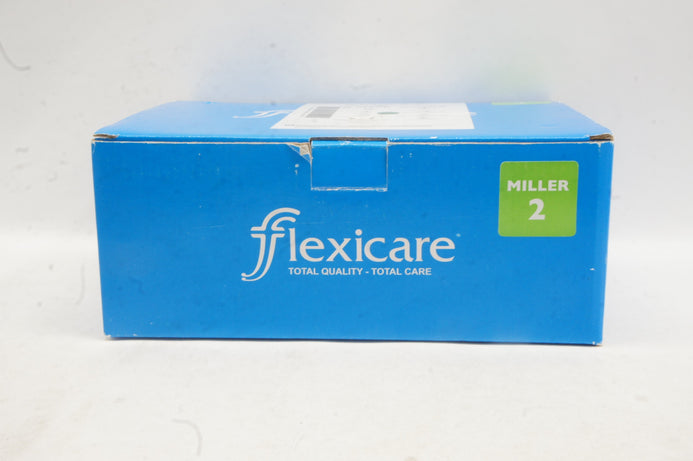 flexicare
TOTAL QUALITY - TOTAL CARE
MILLER
2